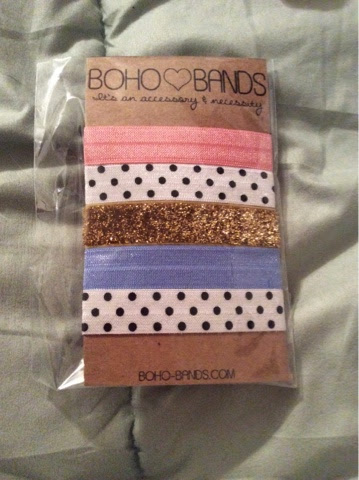 BOHO♡BANDS
It's an accessory & necessity
BOHO-BANDS.COM